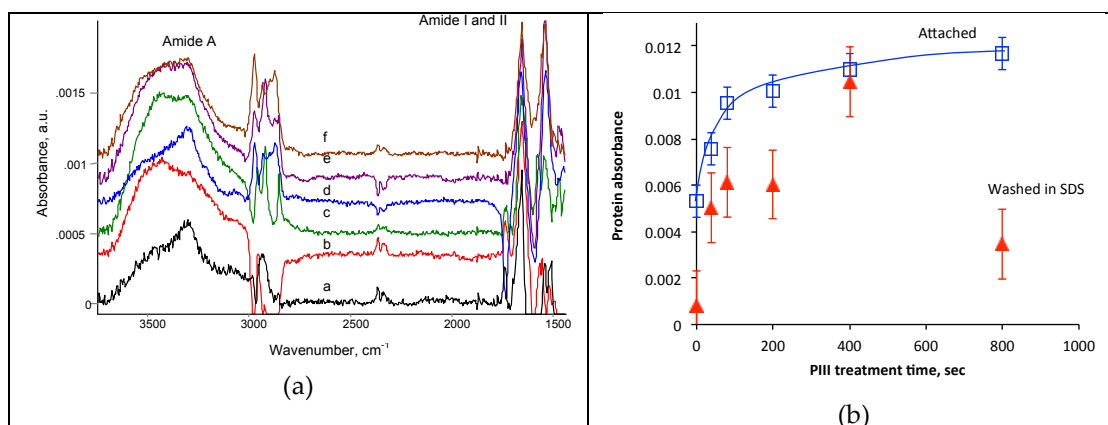 Amide I and II
Amide A
.0015
.001
.0005
0
Absorbance, a.u.
f
e
d
c
b
a
3500 3000 2500 2000 1500
Wavenumber, cm⁻¹
(a)
0.012
0.01
0.008
0.006
0.004
0.002
0
Protein absorbance
Attached
Washed in SDS
0 200 400 600 800 1000
PIII treatment time, sec
(b)